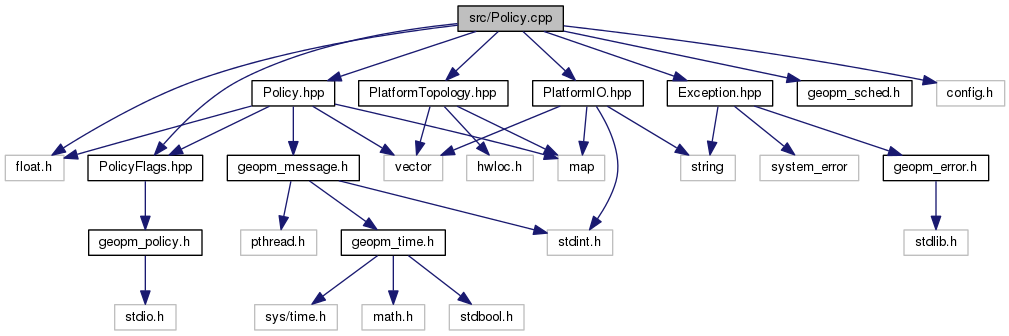 src/Policy.cpp
Policy.hpp
PlatformTopology.hpp
PlatformIO.hpp
Exception.hpp
geopm_sched.h
config.h
float.h
PolicyFlags.hpp
geopm_message.h
vector
hwloc.h
map
string
system_error
geopm_error.h
geopm_policy.h
pthread.h
geopm_time.h
stdint.h
stdlib.h
stdio.h
sys/time.h
math.h
stdbool.h